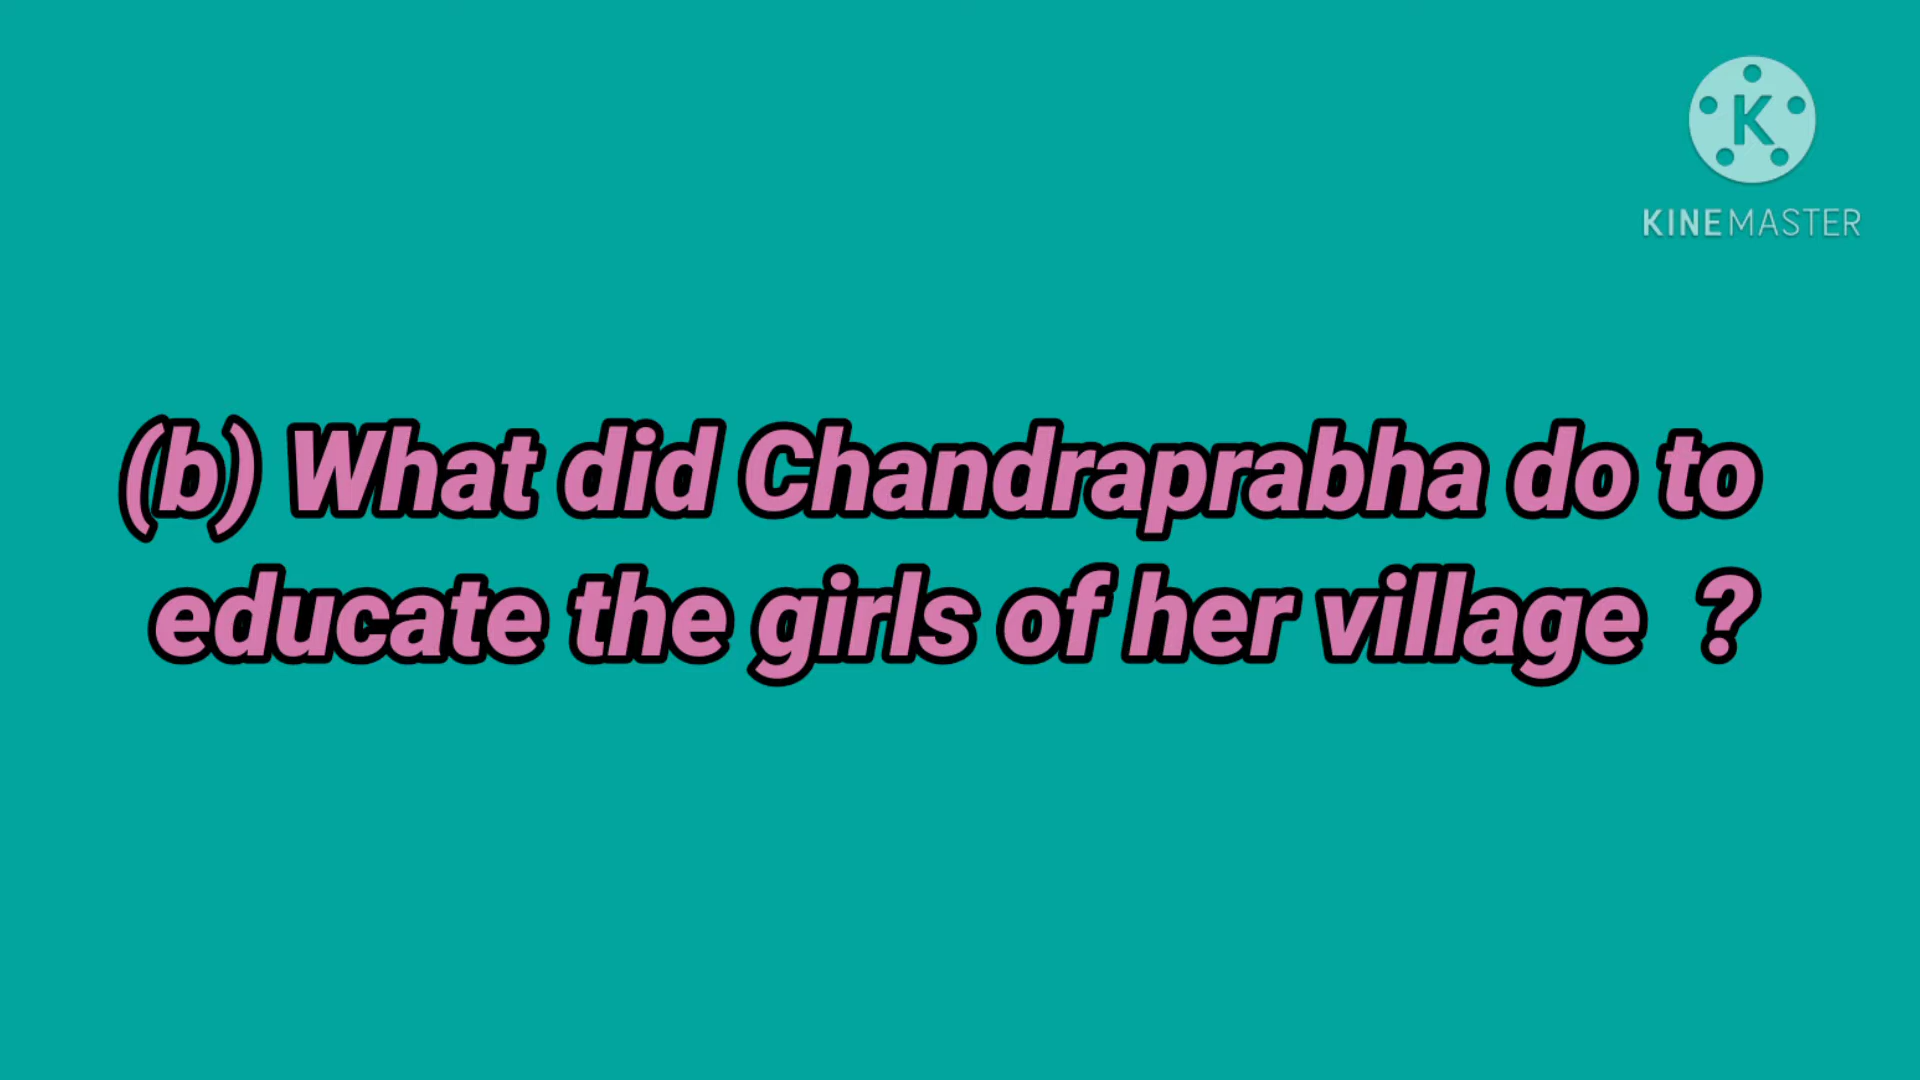 K
KINEMASTER
(b) What did Chandraprabha do to
educate the girls of her village ?